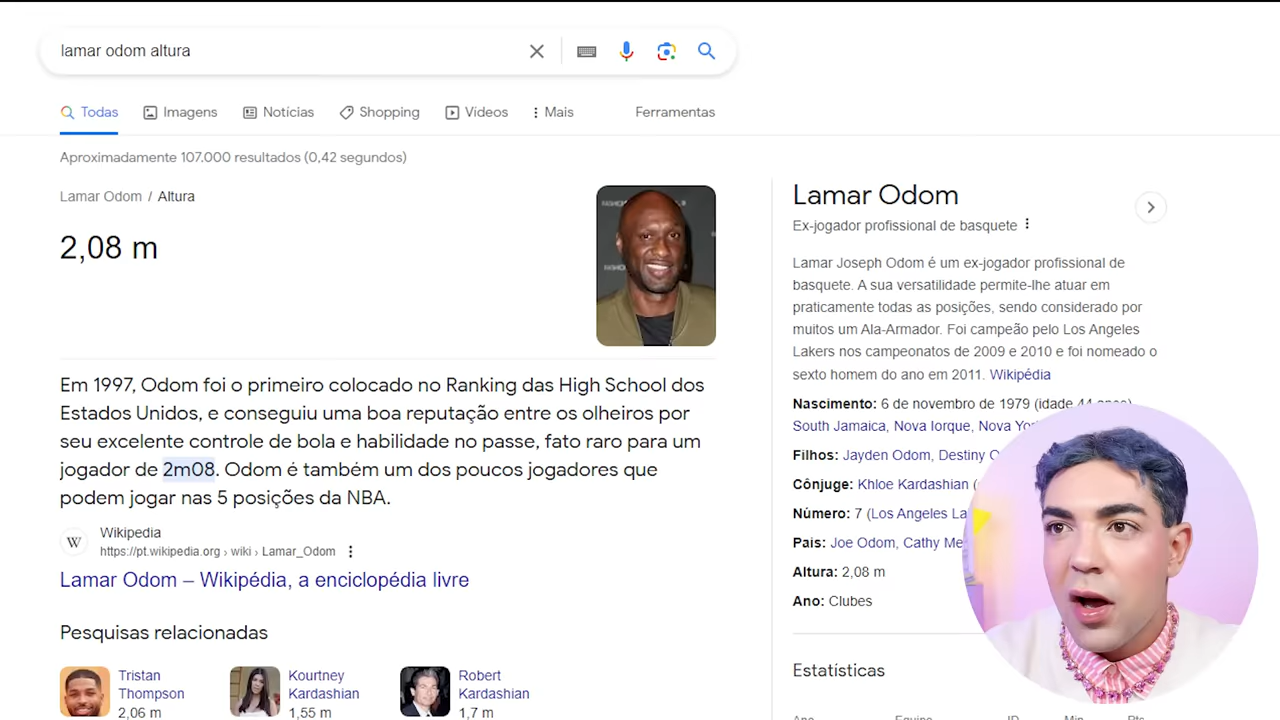 lamar odom altura
Todas
Imagens
Notícias
Shopping
Vídeos
Mais
Ferramentas
Aproximadamente 107.000 resultados (0,42 segundos)
Lamar Odom / Altura
2,08 m
Em 1997, Odom foi o primeiro colocado no Ranking das High School dos
Estados Unidos, e conseguiu uma boa reputação entre os olheiros por
seu excelente controle de bola e habilidade no passe, fato raro para um
jogador de 2m08. Odom é também um dos poucos jogadores que
podem jogar nas 5 posições da NBA.
W
Wikipedia
https://pt.wikipedia.org › wiki › Lamar_Odom
Lamar Odom – Wikipédia, a enciclopédia livre
Pesquisas relacionadas
Tristan
Thompson
2,06 m
Kourtney
Kardashian
1,55 m
Robert
Kardashian
1,7 m
Lamar Odom
Ex-jogador profissional de basquete
Lamar Joseph Odom é um ex-jogador profissional de
basquete. A sua versatilidade permite-lhe atuar em
praticamente todas as posições, sendo considerado por
muitos um Ala-Armador. Foi campeão pelo Los Angeles
Lakers nos campeonatos de 2009 e 2010 e foi nomeado o
sexto homem do ano em 2011. Wikipédia
Nascimento: 6 de novembro de 1979 (idade 44 anos),
South Jamaica, Nova Iorque, Nova
Filhos: Jayden Odom, Destiny
Cônjuge: Khloe Kardashian
Número: 7 (Los Angeles
Pais: Joe Odom, Cathy
Altura: 2,08 m
Ano: Clubes
Estatísticas